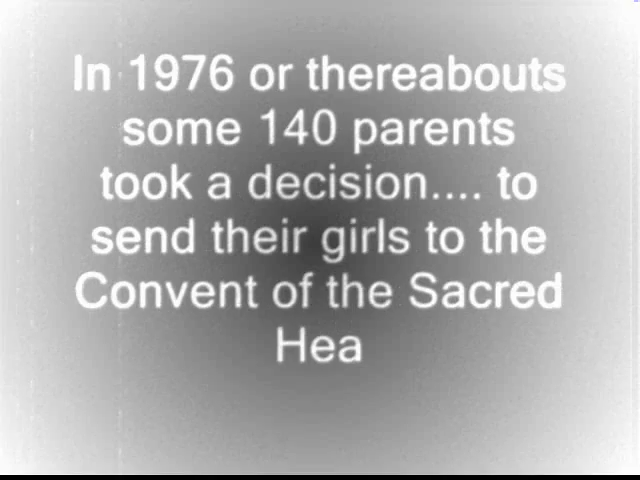 In 1976 or thereabouts
some 140 parents
took a decision.... to
send their girls to the
Convent of the Sacred
Hea